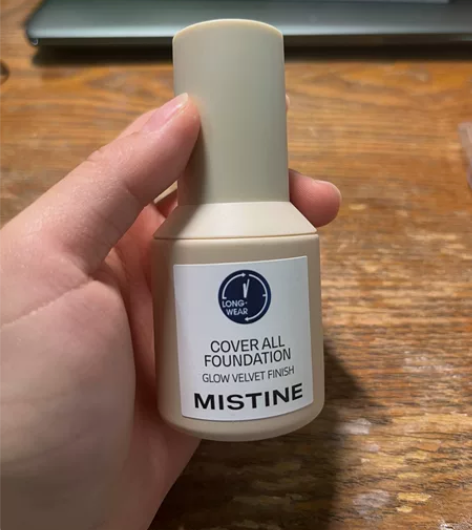 LONG-
WEAR
COVER ALL
FOUNDATION
GLOW VELVET FINISH
MISTINE